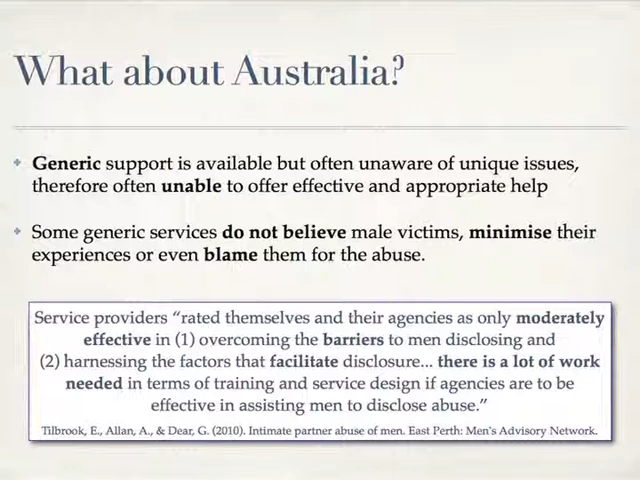 What about Australia?
Generic support is available but often unaware of unique issues,
therefore often unable to offer effective and appropriate help
Some generic services do not believe male victims, minimise their
experiences or even blame them for the abuse.
Service providers “rated themselves and their agencies as only moderately
effective in (1) overcoming the barriers to men disclosing and
(2) harnessing the factors that facilitate disclosure... there is a lot of work
needed in terms of training and service design if agencies are to be
effective in assisting men to disclose abuse.”
Tilbrook, E., Allan, A., & Dear, G. (2010). Intimate partner abuse of men. East Perth: Men's Advisory Network.